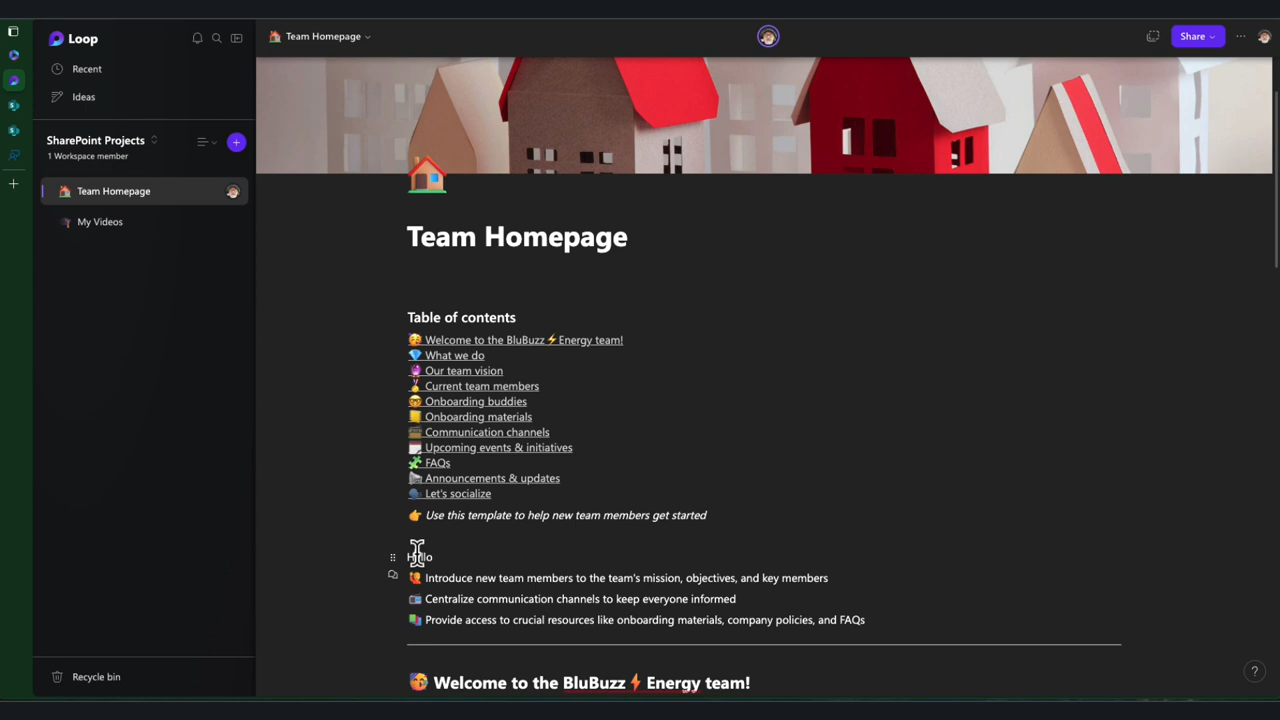 Loop
Team Homepage
Share
Recent
Ideas
SharePoint Projects
1 Workspace member
Team Homepage
My Videos
Recycle bin
Team Homepage
Table of contents
Welcome to the BluBuzz⚡Energy team!
What we do
Our team vision
Current team members
Onboarding buddies
Onboarding materials
Communication channels
Upcoming events & initiatives
FAQs
Announcements & updates
Let's socialize
Use this template to help new team members get started
Hello
Introduce new team members to the team's mission, objectives, and key members
Centralize communication channels to keep everyone informed
Provide access to crucial resources like onboarding materials, company policies, and FAQs
Welcome to the BluBuzz⚡Energy team!